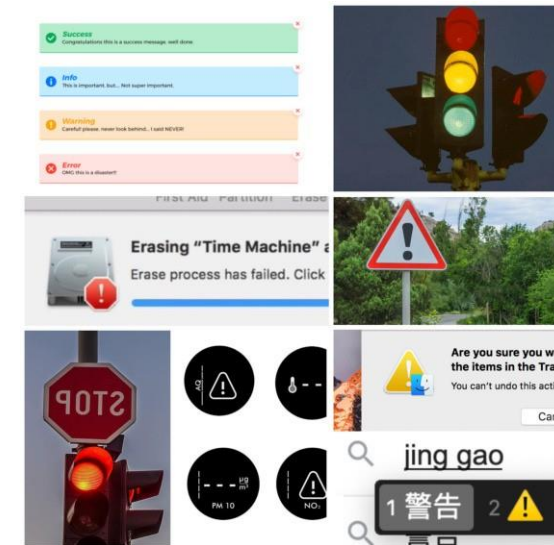 Success
Congratulations this is a success message. well done.
Info
This is important, but... Not super important.
Warning
Careful please, never look behind... I said NEVER!
Error
OMG this is a disaster!!
First Aid Partition Erase
Erasing "Time Machine" a
Erase process has failed. Click
STOP
- -
- - -
µg
m³
PM 10
NO₂
Are you sure you w
the items in the Tra
You can't undo this acti
Ca
jing gao
1 警告 2 ⚠️